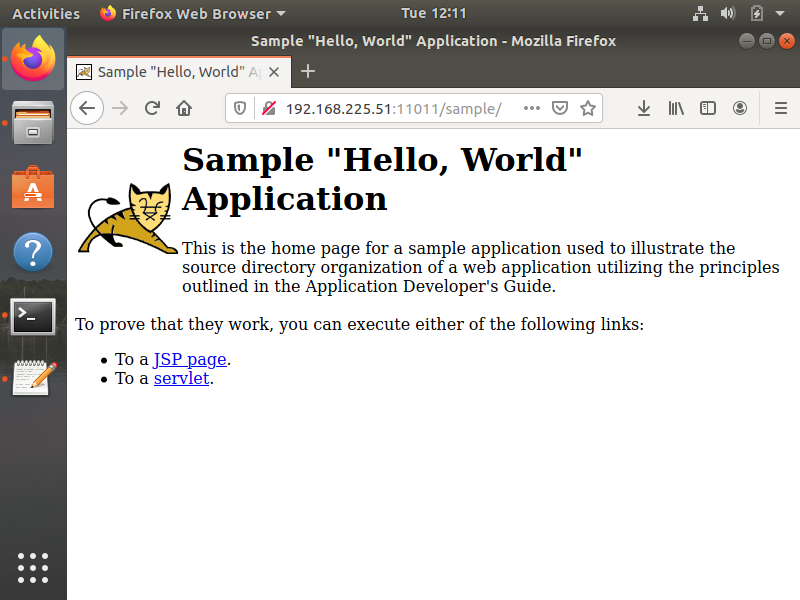 Activities Firefox Web Browser Tue 12:11
Sample "Hello, World" Application - Mozilla Firefox
Sample "Hello, World" Ap
192.168.225.51:11011/sample/
Sample "Hello, World"
Application
This is the home page for a sample application used to illustrate the
source directory organization of a web application utilizing the principles
outlined in the Application Developer's Guide.
To prove that they work, you can execute either of the following links:
• To a JSP page.
• To a servlet.